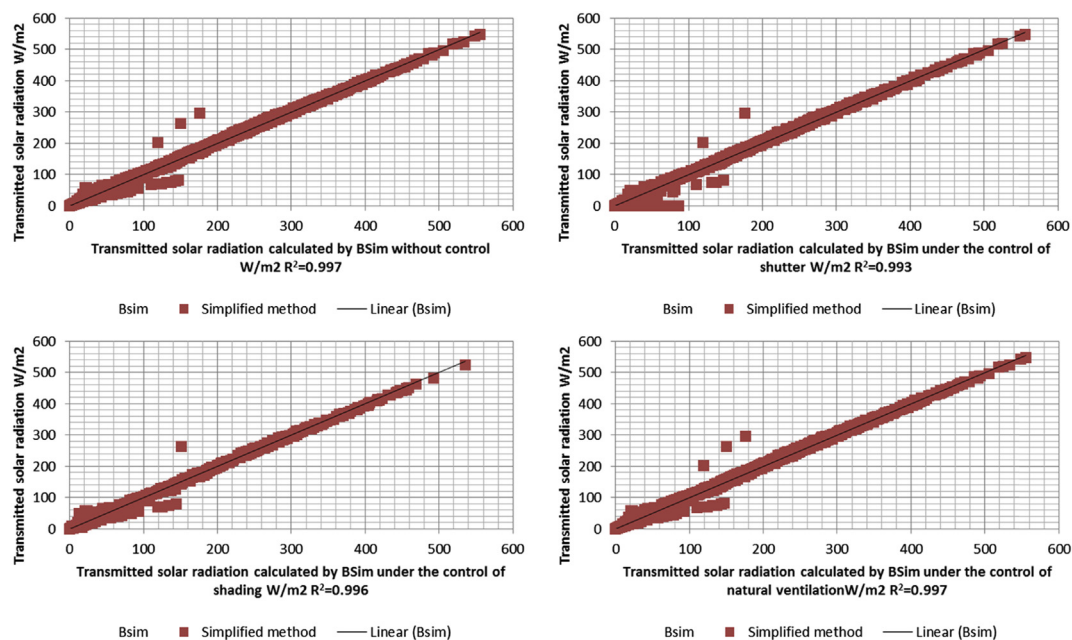 Transmitted solar radiation W/m2
600
500
400
300
200
100
0
0 100 200 300 400 500 600
Transmitted solar radiation calculated by BSim without control
W/m2 R²=0.997
Bsim Simplified method Linear (Bsim)
Transmitted solar radiation W/m2
600
500
400
300
200
100
0
0 100 200 300 400 500 600
Transmitted solar radiation calculated by BSim under the control of
shutter W/m2 R²=0.993
Bsim Simplified method Linear (Bsim)
Transmitted solar radiation W/m2
600
500
400
300
200
100
0
0 100 200 300 400 500 600
Transmitted solar radiation calculated by BSim under the control of
shading W/m2 R²=0.996
Bsim Simplified method Linear (Bsim)
Transmitted solar radiation W/m2
600
500
400
300
200
100
0
0 100 200 300 400 500 600
Transmitted solar radiation calculated by BSim under the control of
natural ventilationW/m2 R²=0.997
Bsim Simplified method Linear (Bsim)